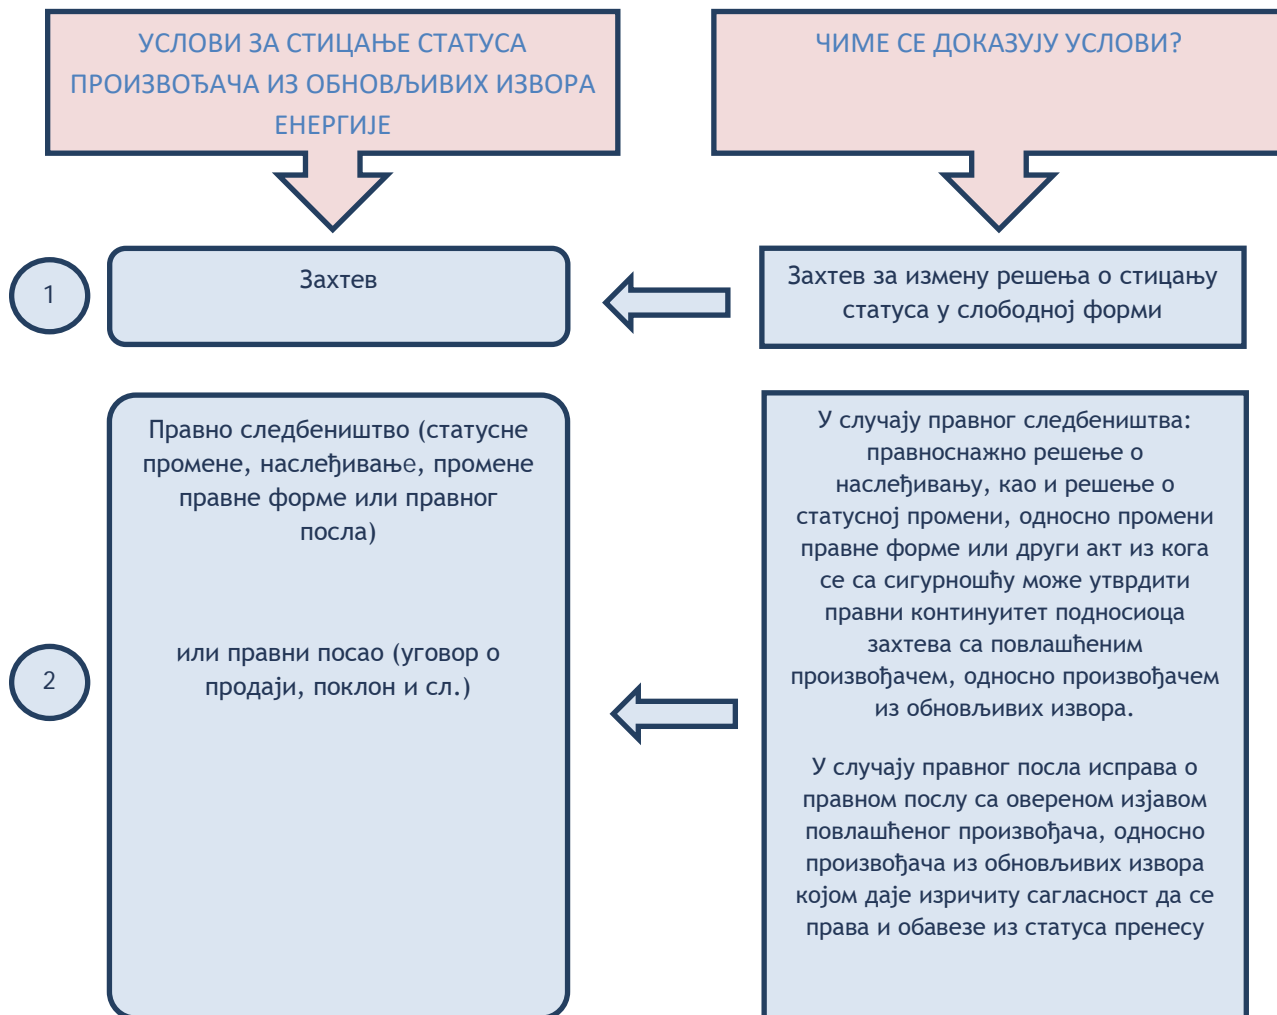 УСЛОВИ ЗА СТИЦАЊЕ СТАТУСА
ПРОИЗВОЂАЧА ИЗ ОБНОВЉИВИХ ИЗВОРА
ЕНЕРГИЈЕ
ЧИМЕ СЕ ДОКАЗУЈУ УСЛОВИ?
1
Захтев
Захтев за измену решења о стицању
статуса у слободној форми
2
Правно следбеништво (статусне
промене, наслеђивање, промене
правне форме или правног
посла)
или правни посао (уговор о
продаји, поклон и сл.)
У случају правног следбеништва:
правноснажно решење о
наслеђивању, као и решење о
статусној промени, односно промени
правне форме или други акт из кога
се са сигурношћу може утврдити
правни континуитет подносиоца
захтева са повлашћеним
произвођачем, односно произвођачем
из обновљивих извора.
У случају правног посла исправа о
правном послу са овереном изјавом
повлашћеног произвођача, односно
произвођача из обновљивих извора
којом даје изричиту сагласност да се
права и обавезе из статуса пренесу